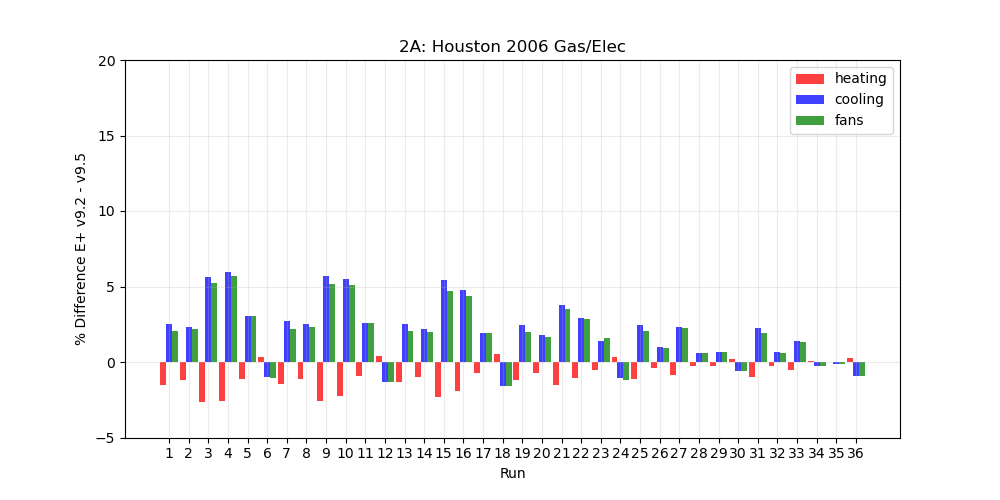 2A: Houston 2006 Gas/Elec
heating
cooling
fans
% Difference E+ v9.2 - v9.5
20
15
10
5
0
−5
1 2 3 4 5 6 7 8 9 10 11 12 13 14 15 16 17 18 19 20 21 22 23 24 25 26 27 28 29 30 31 32 33 34 35 36
Run